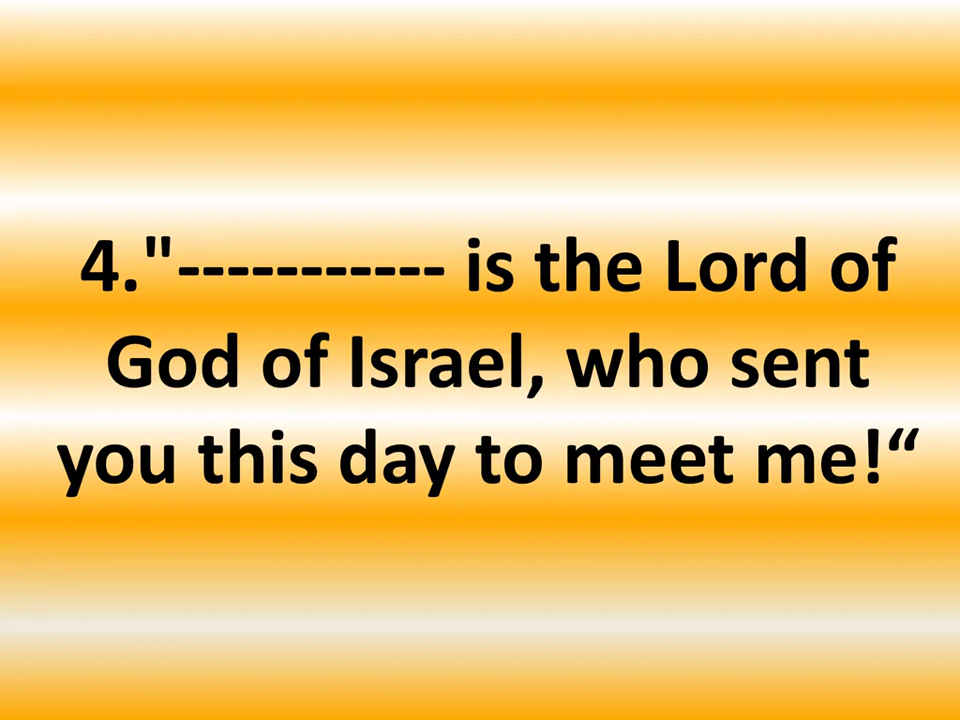 4."----------- is the Lord of
God of Israel, who sent
you this day to meet me!“